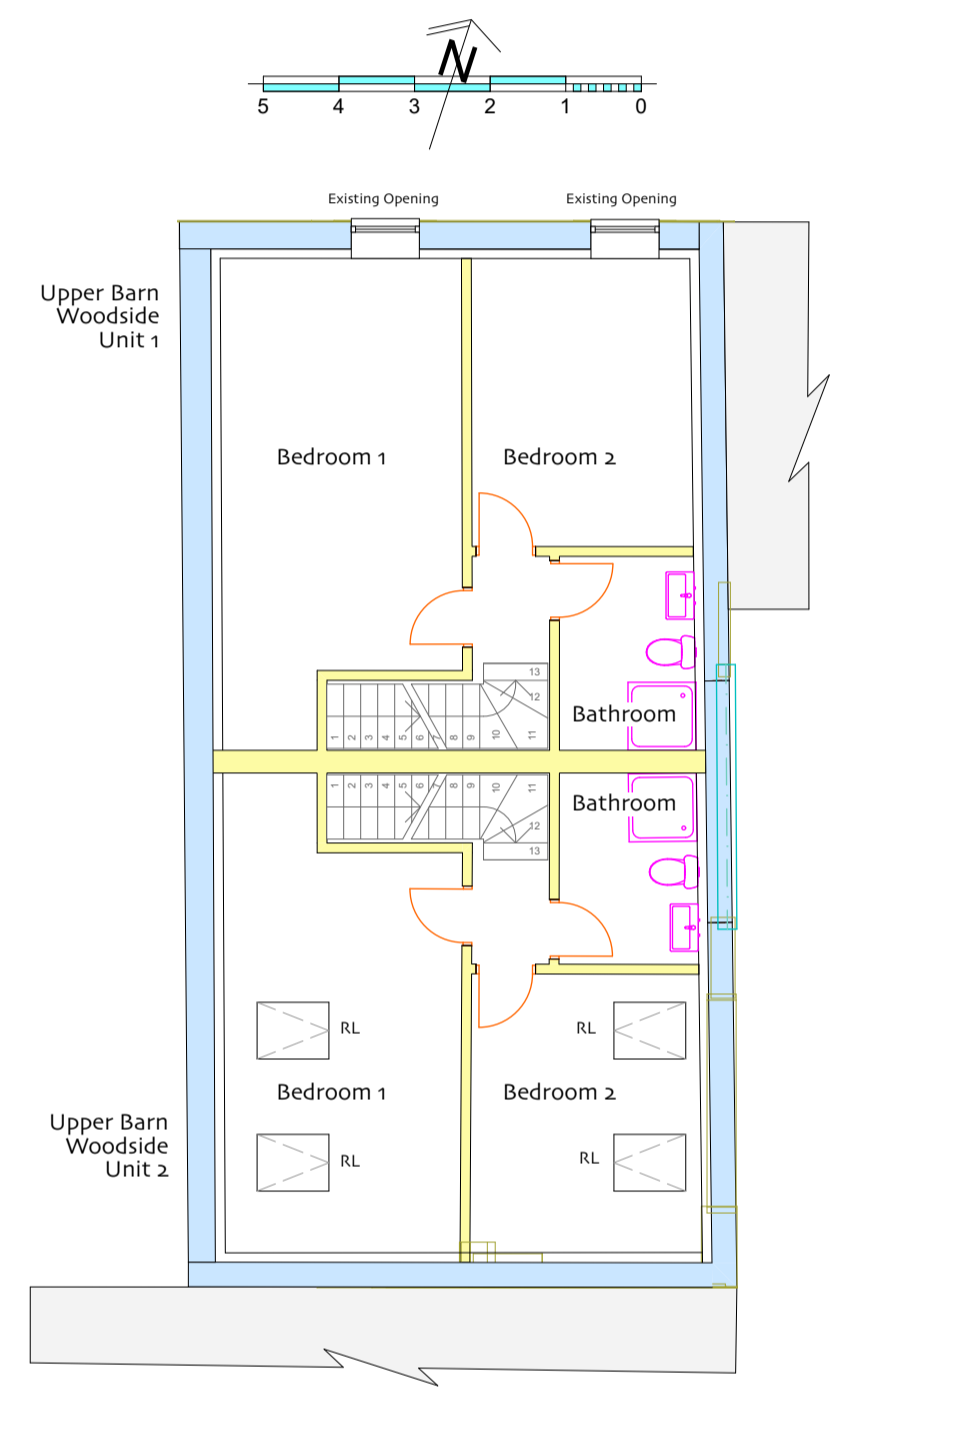 N
5 4 3 2 1 0
Existing Opening
Existing Opening
Upper Barn
Woodside
Unit 1
Bedroom 1
Bedroom 2
13
12
1 2 3 4 5 6 7 8 9 10 11
Bathroom
1 2 3 4 5 6 7 8 9 10 11
Bathroom
12
13
RL
RL
Bedroom 1
Bedroom 2
Upper Barn
Woodside
Unit 2
RL
RL